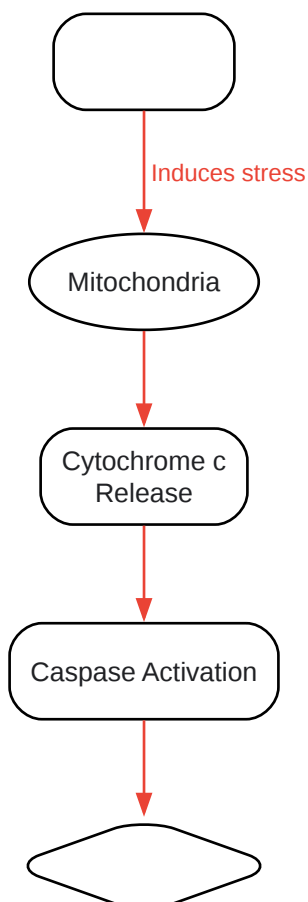 Induces stress
Mitochondria
Cytochrome c
Release
Caspase Activation